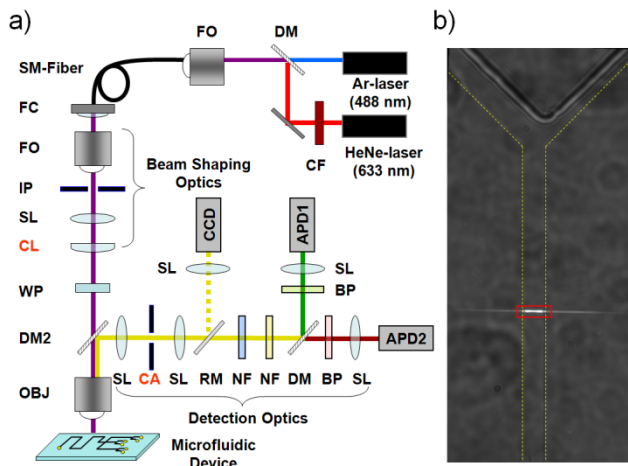 a)
b)
FO
DM
SM-Fiber
Ar-laser
(488 nm)
FC
HeNe-laser
(633 nm)
CF
FO
Beam Shaping
Optics
IP
SL
CL
CCD
APD1
SL
SL
WP
BP
DM2
APD2
OBJ
SL
CA
SL
RM
NF
NF
DM
BP
SL
Detection Optics
Microfluidic
Device